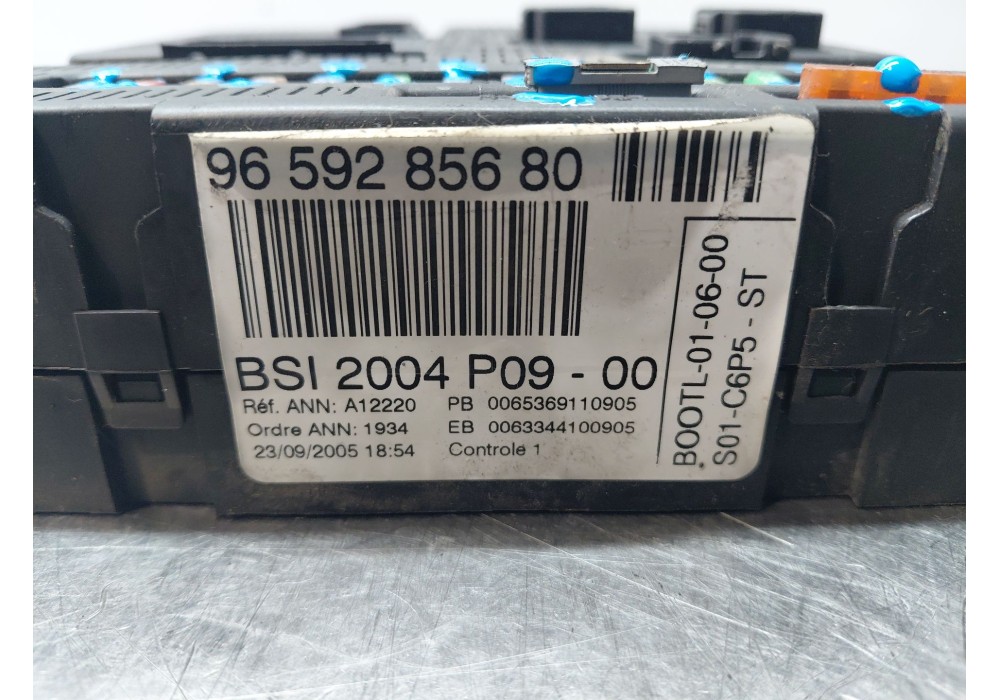 96 592 856 80
BSI 2004 P09 - 00
Réf. ANN: A12220 PB 0065369110905
Ordre ANN: 1934 EB 0063344100905
23/09/2005 18:54 Controle 1
BOOTL-01-06-00
S01-C6P5 - ST